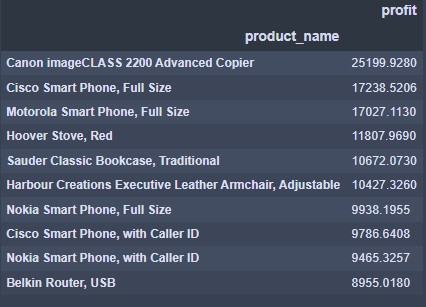 profit
product_name
Canon imageCLASS 2200 Advanced Copier 25199.9280
Cisco Smart Phone, Full Size 17238.5206
Motorola Smart Phone, Full Size 17027.1130
Hoover Stove, Red 11807.9690
Sauder Classic Bookcase, Traditional 10672.0730
Harbour Creations Executive Leather Armchair, Adjustable 10427.3260
Nokia Smart Phone, Full Size 9938.1955
Cisco Smart Phone, with Caller ID 9786.6408
Nokia Smart Phone, with Caller ID 9465.3257
Belkin Router, USB 8955.0180